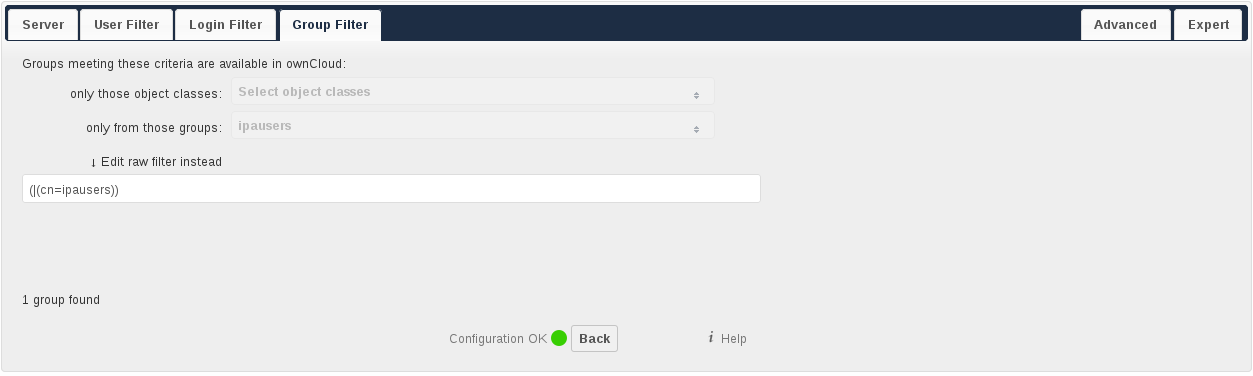 Server User Filter Login Filter Group Filter Advanced Expert
Groups meeting these criteria are available in ownCloud:
only those object classes: Select object classes
only from those groups: ipausers
↓ Edit raw filter instead
(|(cn=ipausers))
1 group found
Configuration OK Back i Help